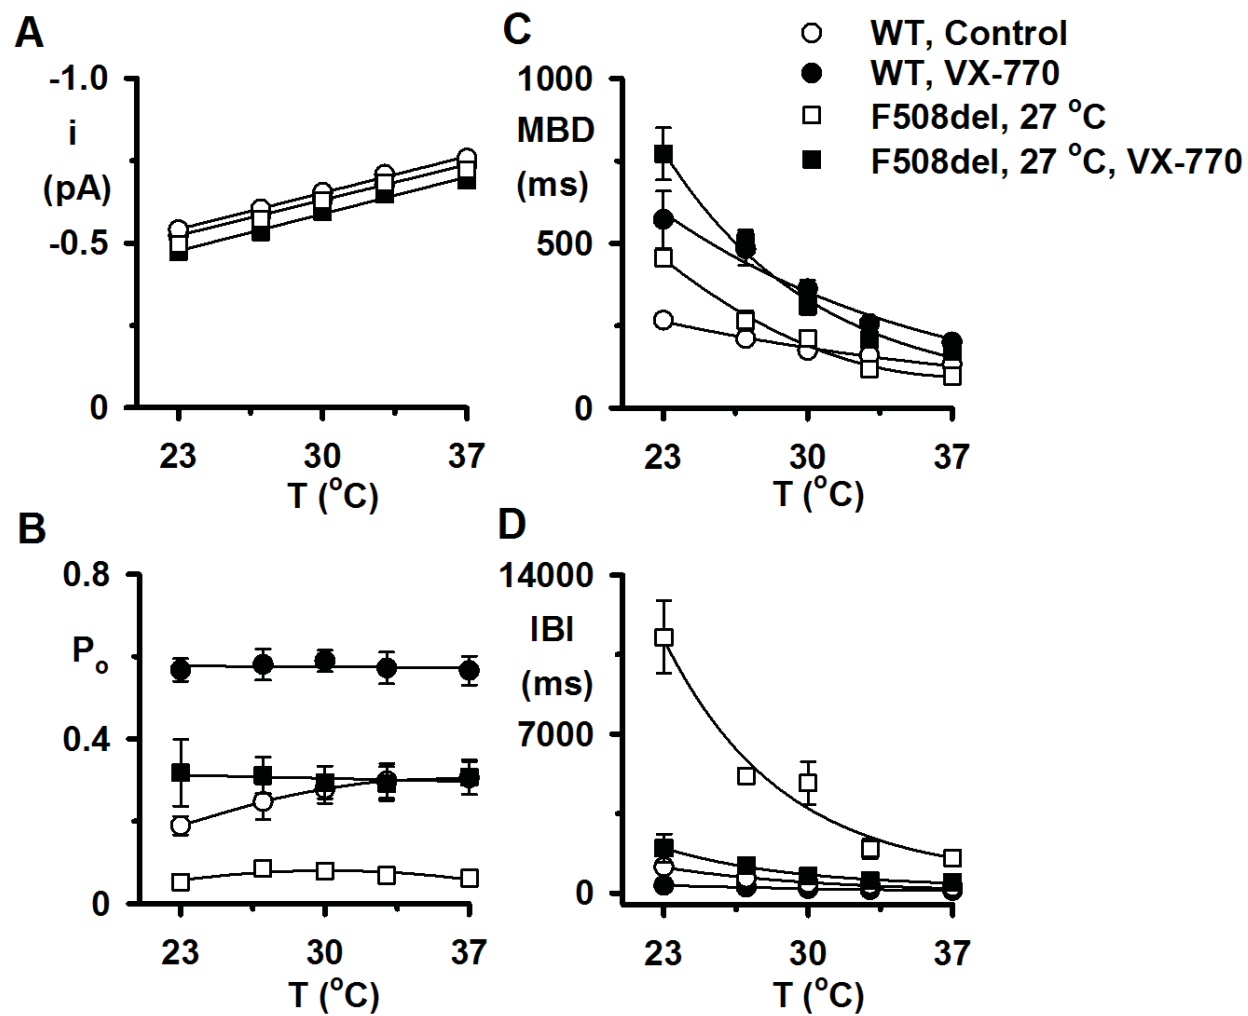 A
-1.0
i
(pA)
-0.5
0
23 30 37
T (°C)
B
0.8
Po
0.4
0
23 30 37
T (°C)
C
1000
MBD
(ms)
500
0
23 30 37
T (°C)
WT, Control
WT, VX-770
F508del, 27 °C
F508del, 27 °C, VX-770
D
14000
IBI
(ms)
7000
0
23 30 37
T (°C)